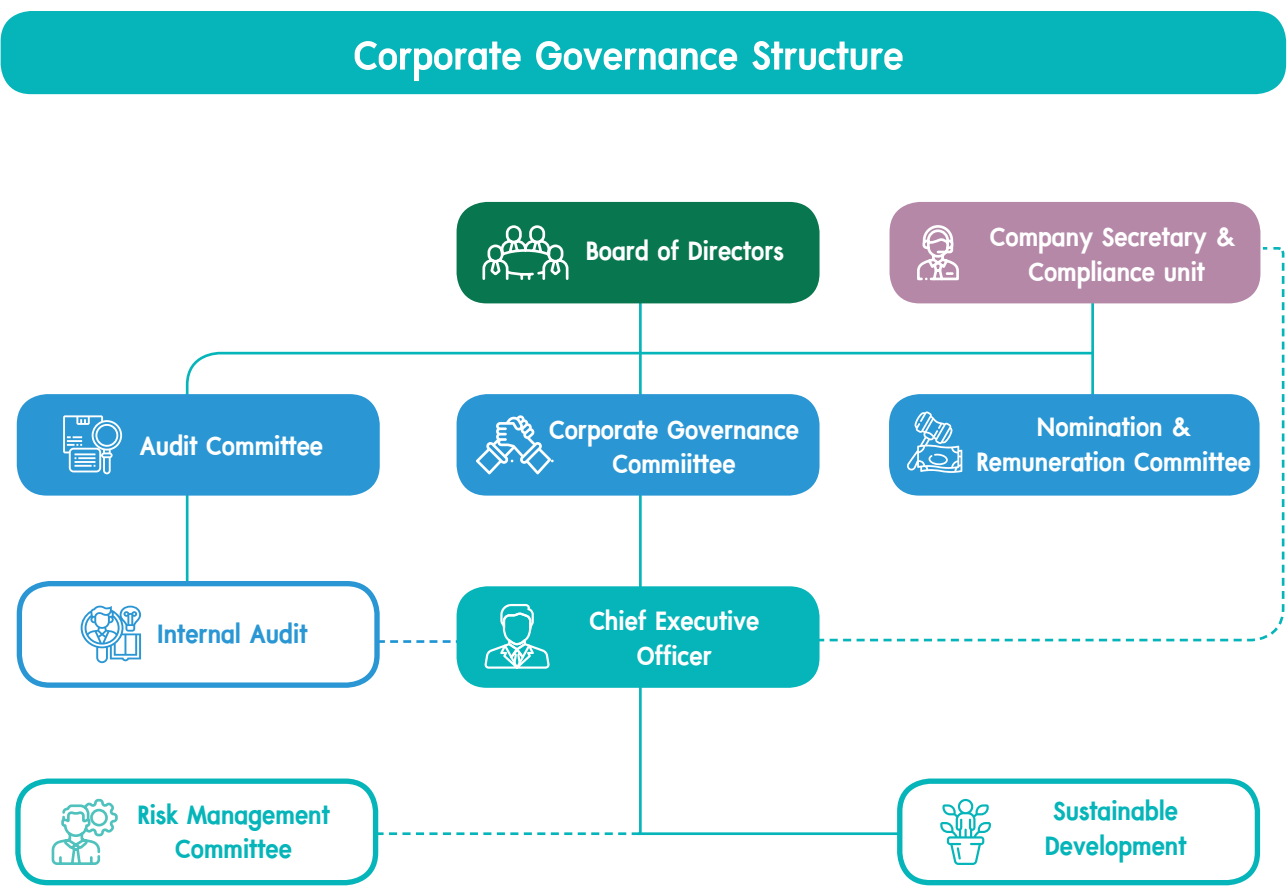 Corporate Governance Structure
Board of Directors
Company Secretary &
Compliance unit
Audit Committee
Corporate Governance
Commiittee
Nomination &
Remuneration Committee
Internal Audit
Chief Executive
Officer
Risk Management
Committee
Sustainable
Development